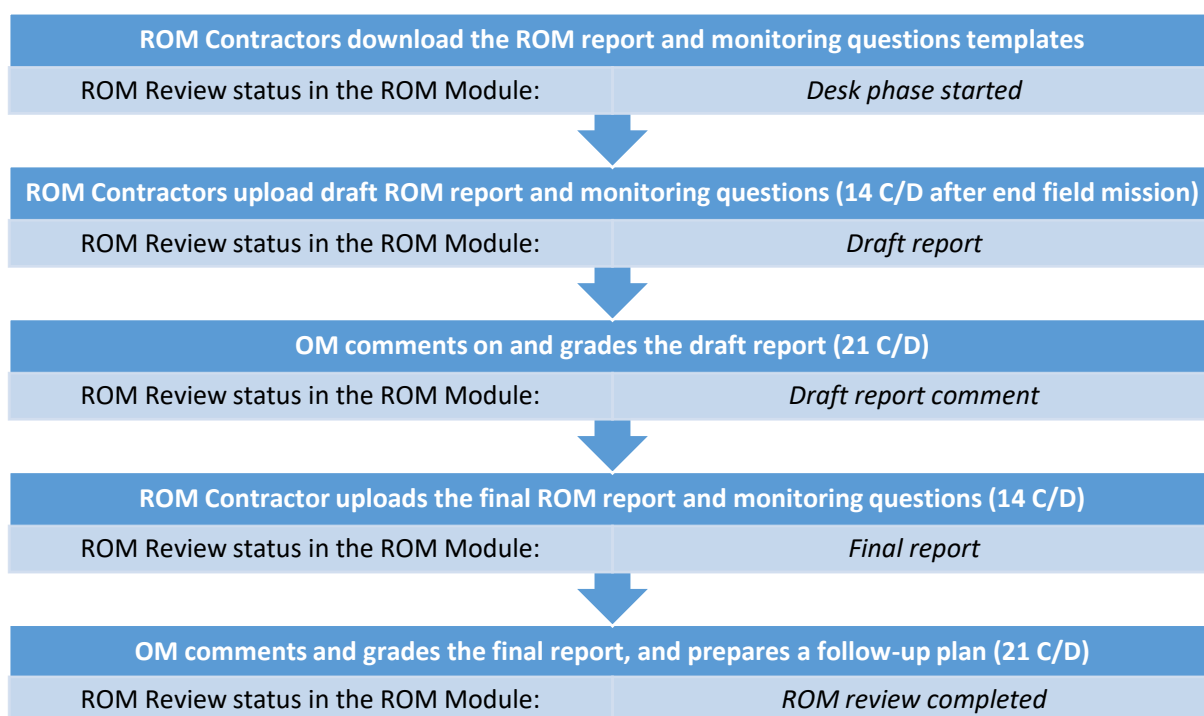 ROM Contractors download the ROM report and monitoring questions templates
ROM Review status in the ROM Module: Desk phase started
ROM Contractors upload draft ROM report and monitoring questions (14 C/D after end field mission)
ROM Review status in the ROM Module: Draft report
OM comments on and grades the draft report (21 C/D)
ROM Review status in the ROM Module: Draft report comment
ROM Contractor uploads the final ROM report and monitoring questions (14 C/D)
ROM Review status in the ROM Module: Final report
OM comments and grades the final report, and prepares a follow-up plan (21 C/D)
ROM Review status in the ROM Module: ROM review completed